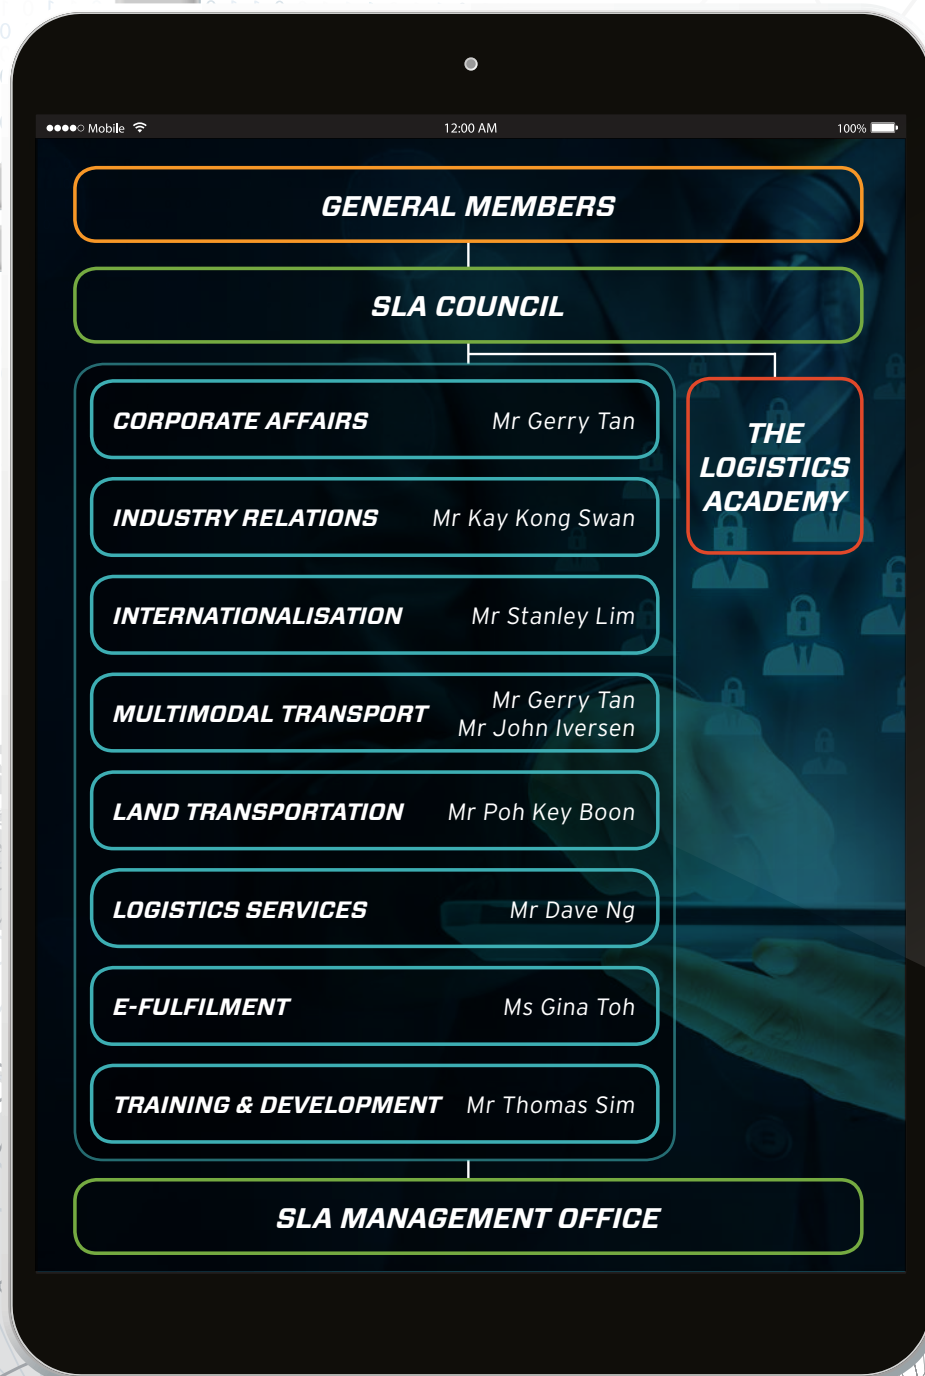 Mobile 12:00 AM 100%
GENERAL MEMBERS
SLA COUNCIL
CORPORATE AFFAIRS Mr Gerry Tan
THE
LOGISTICS
ACADEMY
INDUSTRY RELATIONS Mr Kay Kong Swan
INTERNATIONALISATION Mr Stanley Lim
MULTIMODAL TRANSPORT Mr Gerry Tan
Mr John Iversen
LAND TRANSPORTATION Mr Poh Key Boon
LOGISTICS SERVICES Mr Dave Ng
E-FULFILMENT Ms Gina Toh
TRAINING & DEVELOPMENT Mr Thomas Sim
SLA MANAGEMENT OFFICE